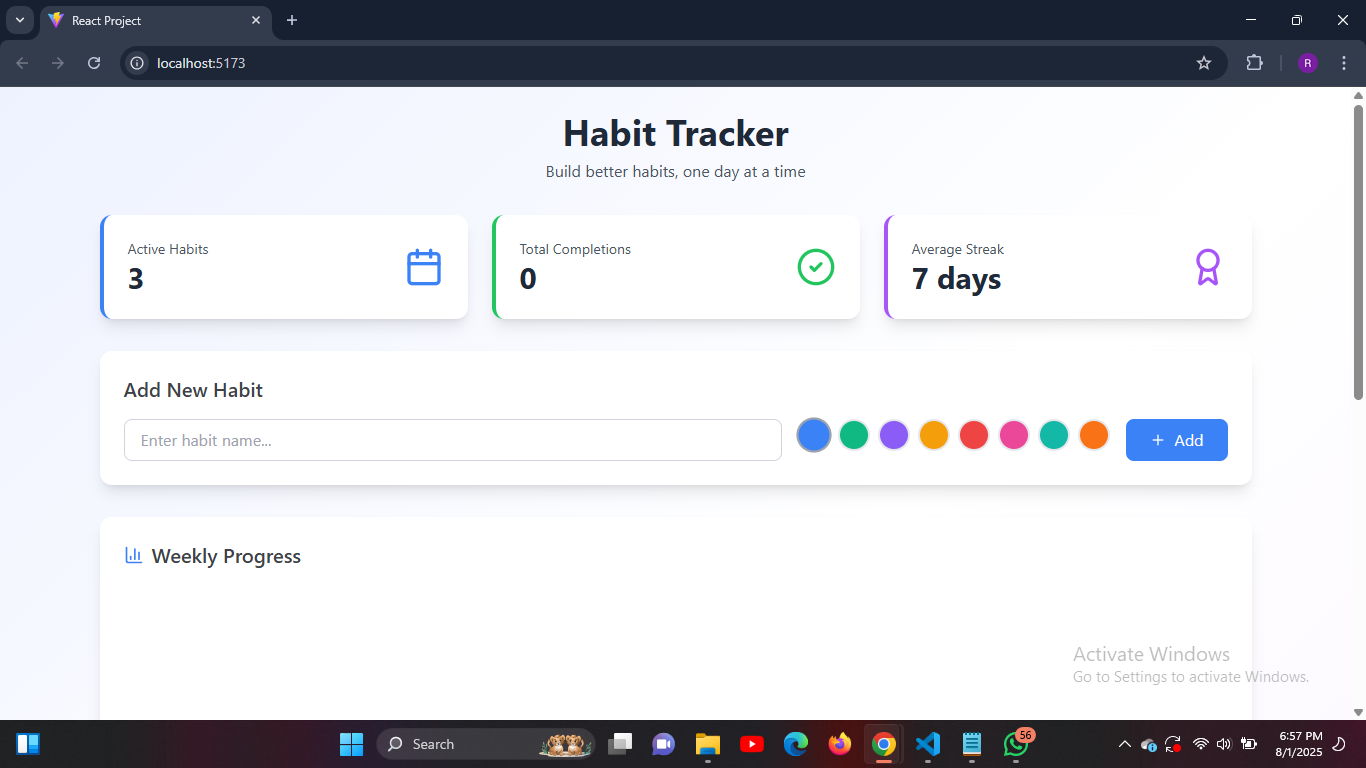 React Project
localhost:5173
R
Habit Tracker
Build better habits, one day at a time
Active Habits
3
Total Completions
0
Average Streak
7 days
Add New Habit
Enter habit name...
+ Add
Weekly Progress
Activate Windows
Go to Settings to activate Windows.
Search
56
6:57 PM
8/1/2025